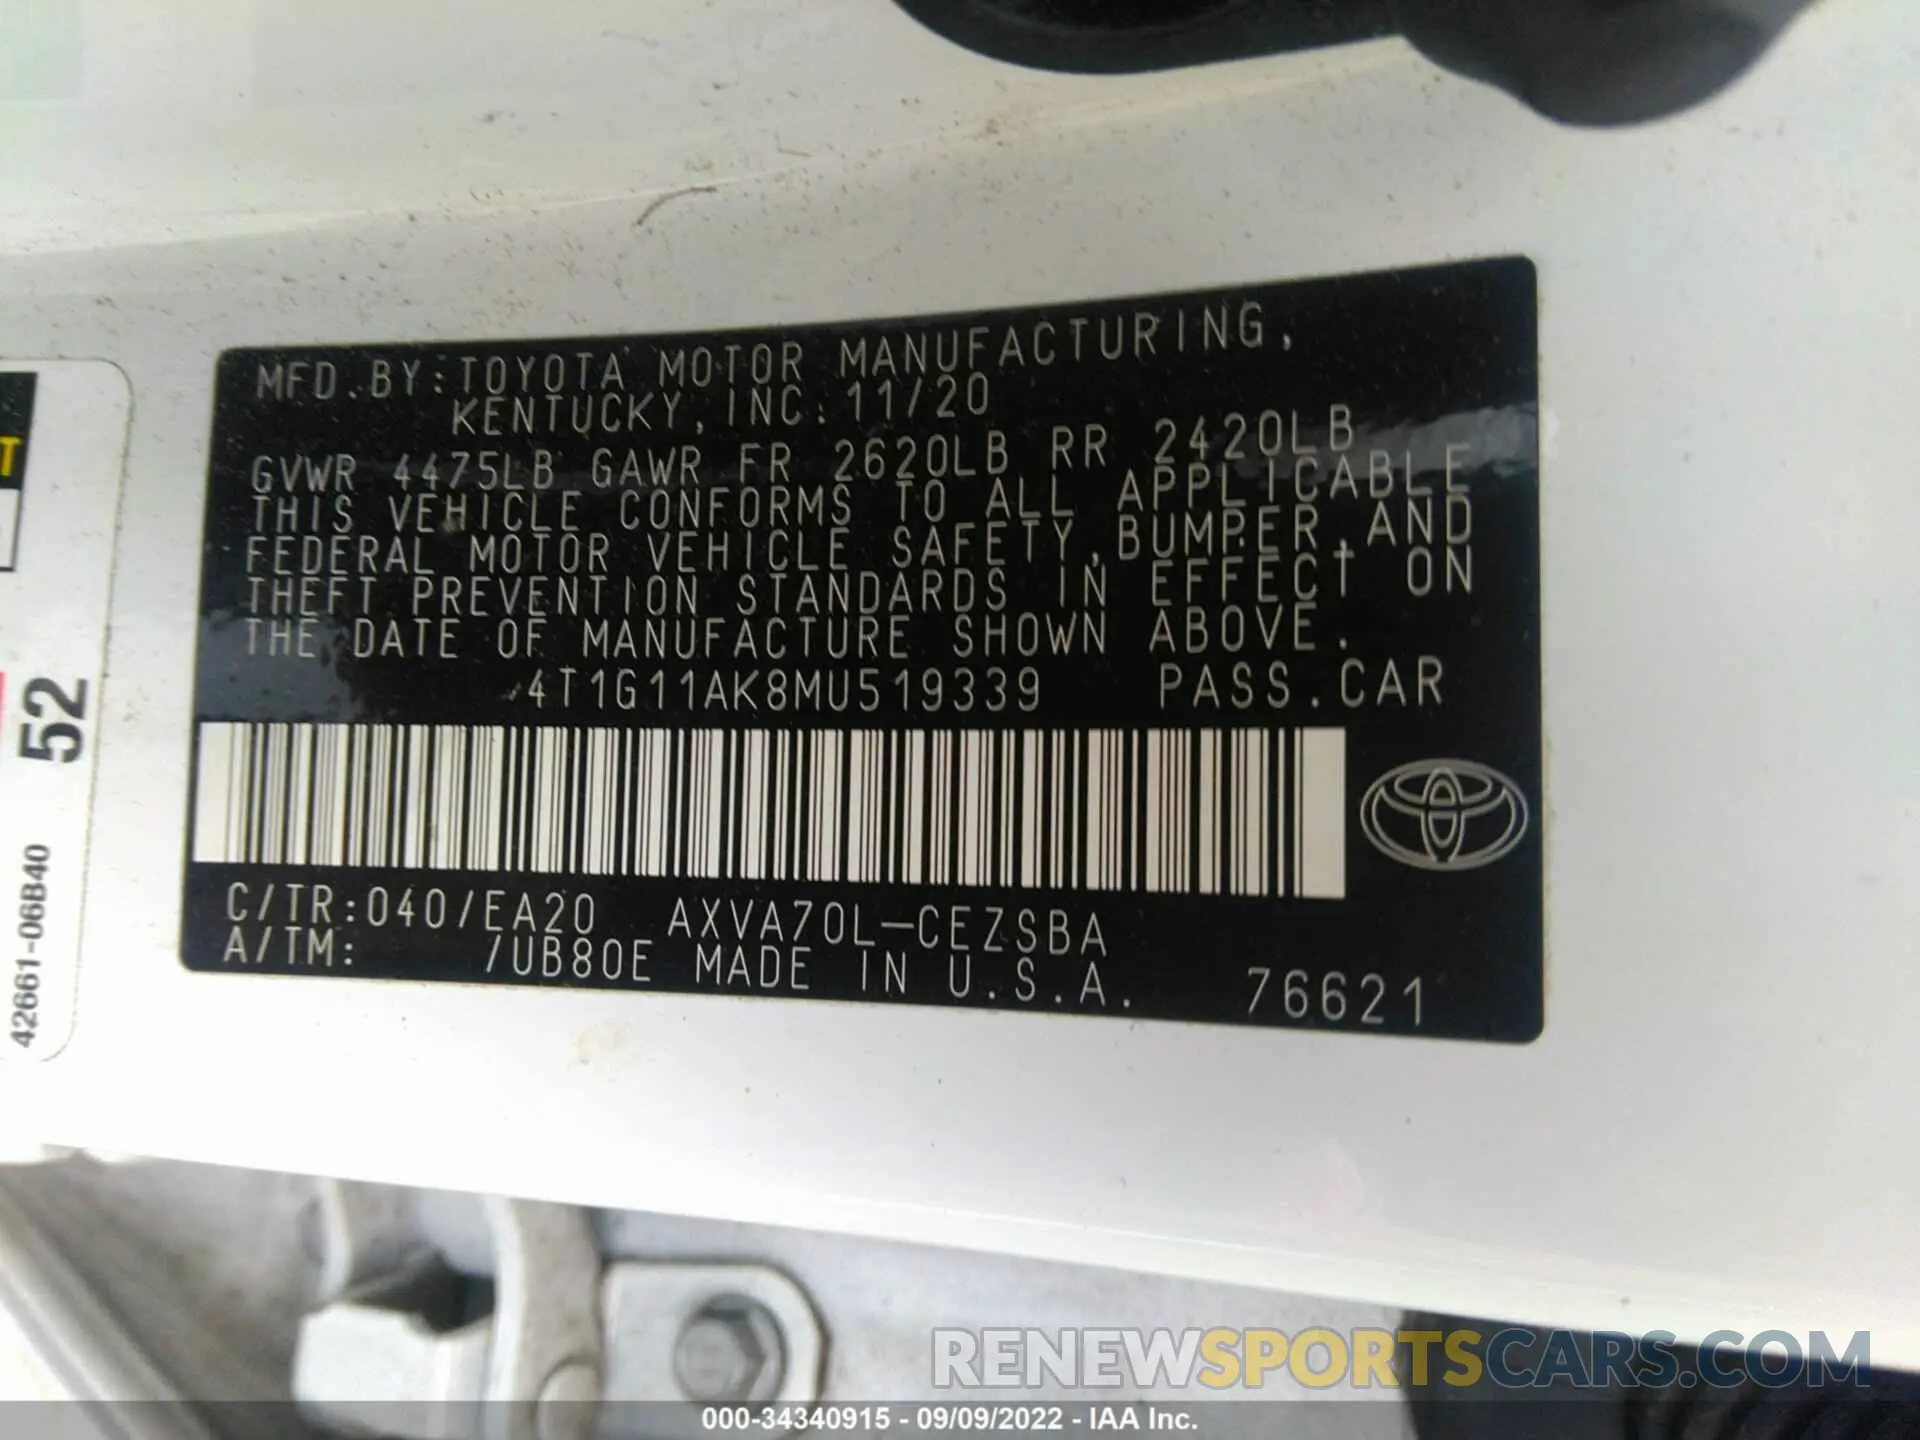 MFD.BY:TOYOTA MOTOR MANUFACTURING,
KENTUCKY,INC. 11/20
GVWR 4475LB GAWR FR 2620LB RR 2420LB
THIS VEHICLE CONFORMS TO ALL APPLICABLE
FEDERAL MOTOR VEHICLE SAFETY,BUMPER,AND
THEFT PREVENTION STANDARDS IN EFFECT ON
THE DATE OF MANUFACTURE SHOWN ABOVE.
4T1G11AK8MU519339 PASS.CAR
C/TR:040/EA20 AXVA70L-CEZSBA
A/TM: /UB80E MADE IN U.S.A. 76621
T
52
42661-06B40
RENEWSPORTSCARS.COM
000-34340915 - 09/09/2022 - IAA Inc.